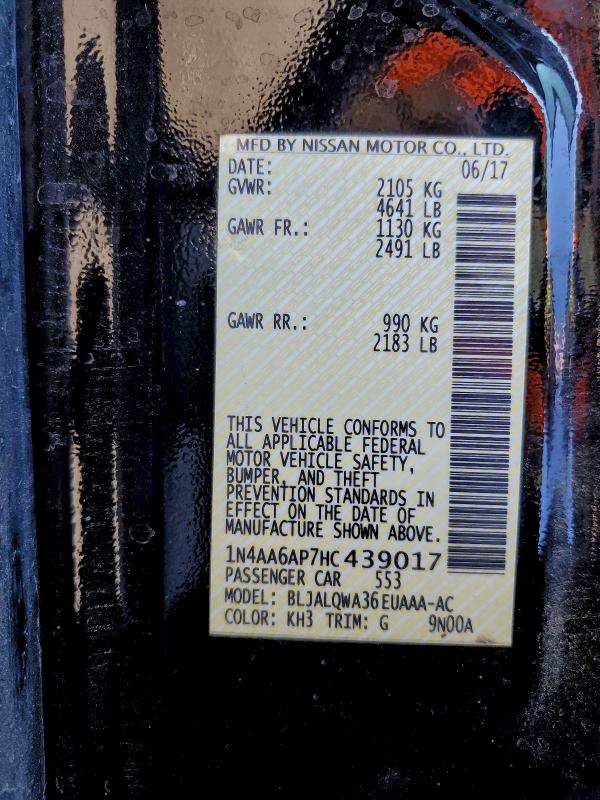 MFD BY NISSAN MOTOR CO., LTD.
DATE: 06/17
GVWR: 2105 KG
4641 LB
GAWR FR.: 1130 KG
2491 LB
GAWR RR.: 990 KG
2183 LB
THIS VEHICLE CONFORMS TO
ALL APPLICABLE FEDERAL
MOTOR VEHICLE SAFETY,
BUMPER, AND THEFT
PREVENTION STANDARDS IN
EFFECT ON THE DATE OF
MANUFACTURE SHOWN ABOVE.
1N4AA6AP7HC439017
PASSENGER CAR 553
MODEL: BLJALQWA36EUAAA-AC
COLOR: KH3 TRIM: G 9N00A